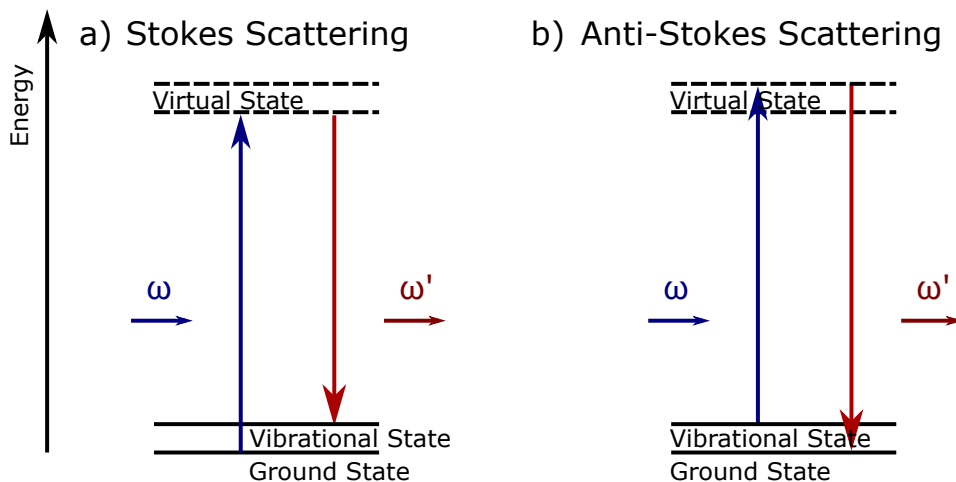 Energy
a) Stokes Scattering
Virtual State
ω
ω'
Vibrational State
Ground State
b) Anti-Stokes Scattering
Virtual State
ω
ω'
Vibrational State
Ground State